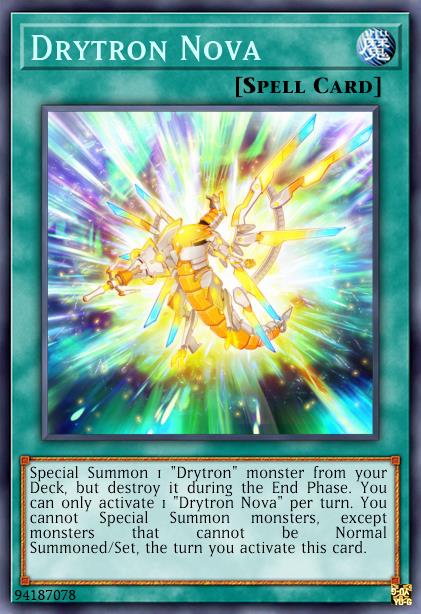 Drytron Nova
魔
[Spell Card]
Special Summon 1 "Drytron" monster from your
Deck, but destroy it during the End Phase. You
can only activate 1 "Drytron Nova" per turn. You
cannot Special Summon monsters, except
monsters that cannot be Normal
Summoned/Set, the turn you activate this card.
94187078